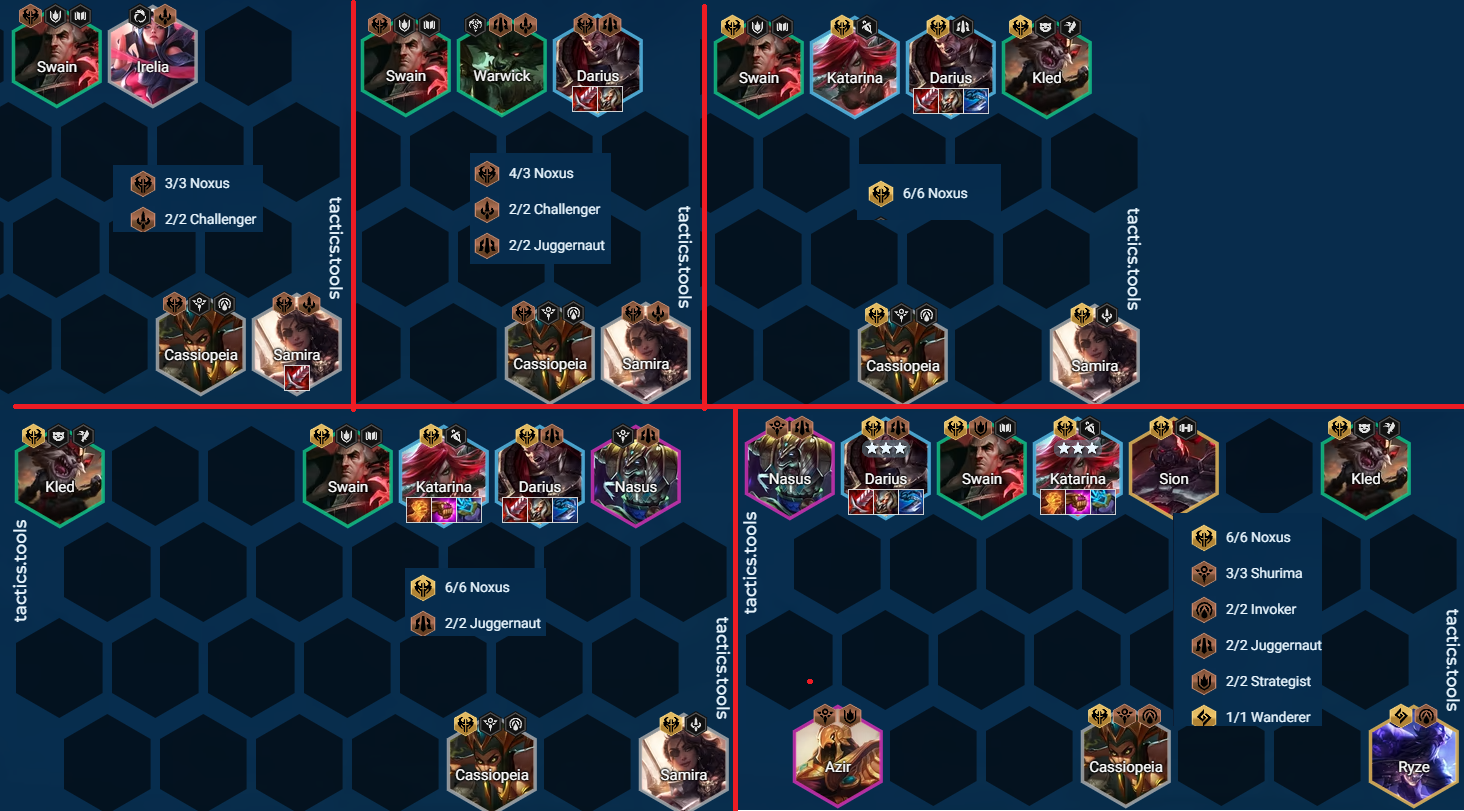 Swain
Irelia
3/3 Noxus
2/2 Challenger
tactics.tools
Cassiopeia
Samira
Swain
Warwick
Darius
4/3 Noxus
2/2 Challenger
2/2 Juggernaut
tactics.tools
Cassiopeia
Samira
Swain
Katarina
Darius
Kled
6/6 Noxus
tactics.tools
Cassiopeia
Samira
Kled
Swain
Katarina
Darius
Nasus
tactics.tools
6/6 Noxus
2/2 Juggernaut
tactics.tools
Cassiopeia
Samira
Nasus
Darius
Swain
Katarina
Sion
Kled
tactics.tools
6/6 Noxus
3/3 Shurima
2/2 Invoker
2/2 Juggernaut
2/2 Strategist
1/1 Wanderer
tactics.tools
Azir
Cassiopeia
Ryze